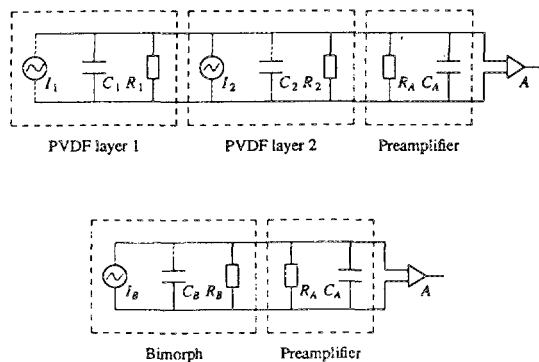 I1 C1 R1 I2 C2 R2 RA CA A
PVDF layer 1 PVDF layer 2 Preamplifier
IB CB RB RA CA A
Bimorph Preamplifier